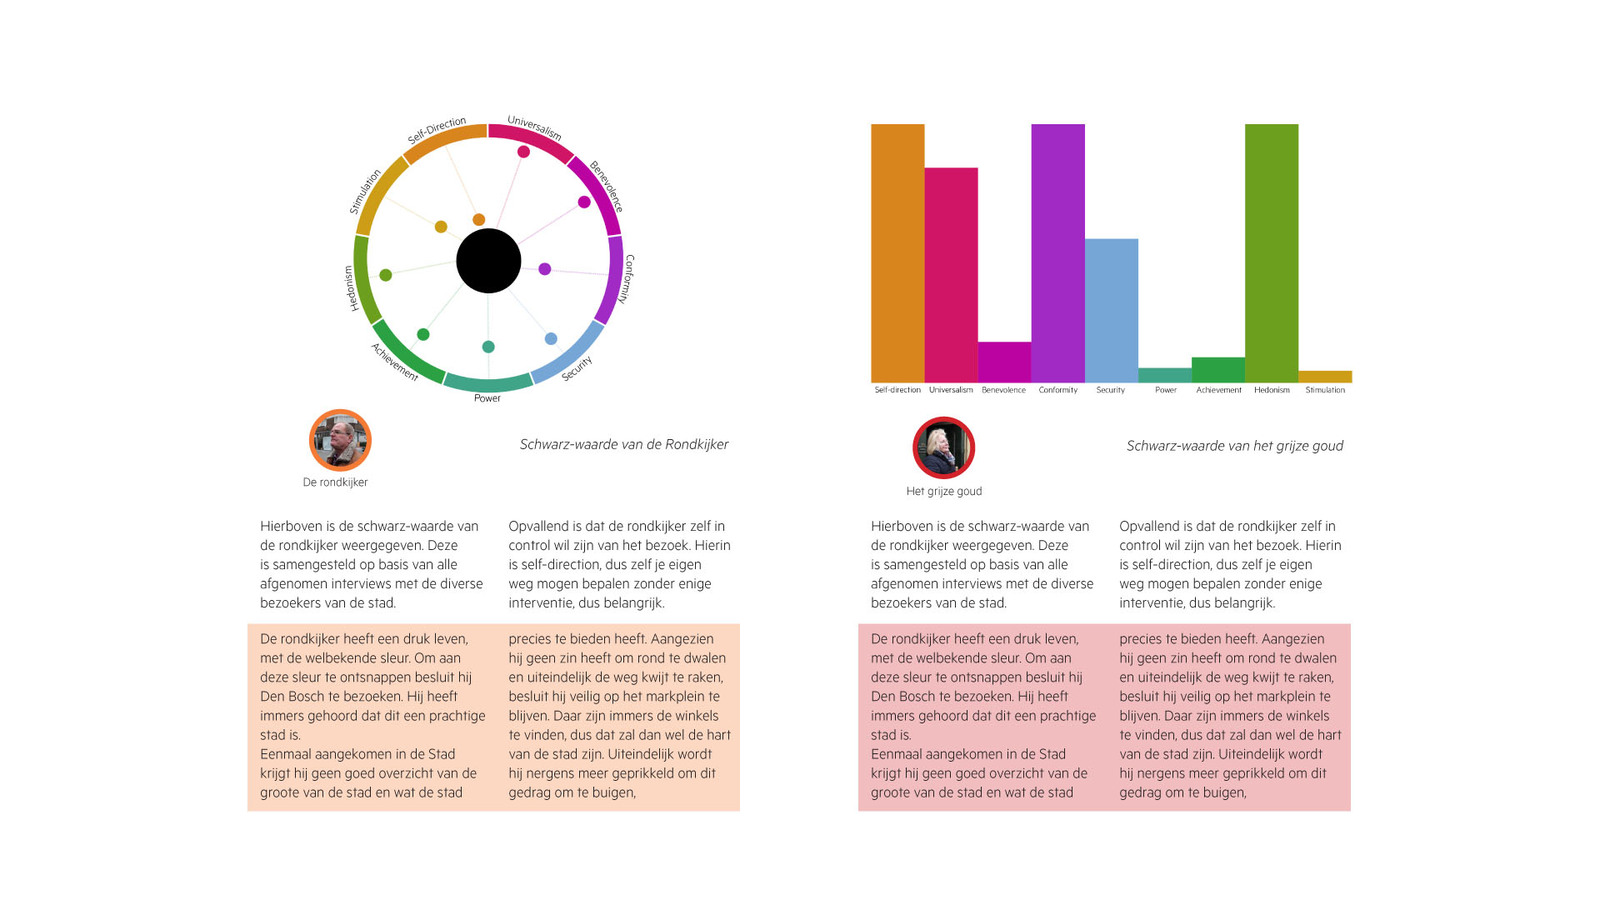 Self-Direction
Universalism
Benevolence
Conformity
Security
Power
Achievement
Hedonism
Stimulation
De rondkijker
Schwarz-waarde van de Rondkijker
Hierboven is de schwarz-waarde van
de rondkijker weergegeven. Deze
is samengesteld op basis van alle
afgenomen interviews met de diverse
bezoekers van de stad.
Opvallend is dat de rondkijker zelf in
control wil zijn van het bezoek. Hierin
is self-direction, dus zelf je eigen
weg mogen bepalen zonder enige
interventie, dus belangrijk.
De rondkijker heeft een druk leven,
met de welbekende sleur. Om aan
deze sleur te ontsnappen besluit hij
Den Bosch te bezoeken. Hij heeft
immers gehoord dat dit een prachtige
stad is.
Eenmaal aangekomen in de Stad
krijgt hij geen goed overzicht van de
groote van de stad en wat de stad
precies te bieden heeft. Aangezien
hij geen zin heeft om rond te dwalen
en uiteindelijk de weg kwijt te raken,
besluit hij veilig op het markplein te
blijven. Daar zijn immers de winkels
te vinden, dus dat zal dan wel de hart
van de stad zijn. Uiteindelijk wordt
hij nergens meer geprikkeld om dit
gedrag om te buigen,
Self-direction Universalism Benevolence Conformity Security Power Achievement Hedonism Stimulation
Het grijze goud
Schwarz-waarde van het grijze goud
Hierboven is de schwarz-waarde van
de rondkijker weergegeven. Deze
is samengesteld op basis van alle
afgenomen interviews met de diverse
bezoekers van de stad.
Opvallend is dat de rondkijker zelf in
control wil zijn van het bezoek. Hierin
is self-direction, dus zelf je eigen
weg mogen bepalen zonder enige
interventie, dus belangrijk.
De rondkijker heeft een druk leven,
met de welbekende sleur. Om aan
deze sleur te ontsnappen besluit hij
Den Bosch te bezoeken. Hij heeft
immers gehoord dat dit een prachtige
stad is.
Eenmaal aangekomen in de Stad
krijgt hij geen goed overzicht van de
groote van de stad en wat de stad
precies te bieden heeft. Aangezien
hij geen zin heeft om rond te dwalen
en uiteindelijk de weg kwijt te raken,
besluit hij veilig op het markplein te
blijven. Daar zijn immers de winkels
te vinden, dus dat zal dan wel de hart
van de stad zijn. Uiteindelijk wordt
hij nergens meer geprikkeld om dit
gedrag om te buigen,